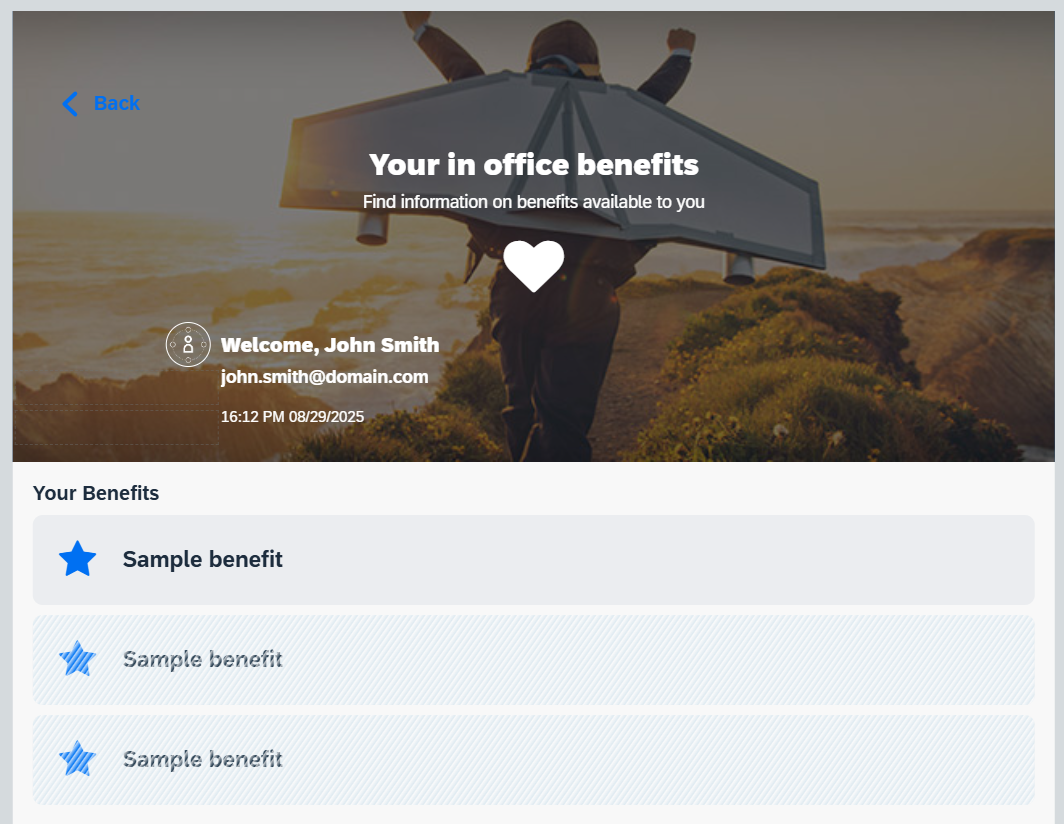 Back
Your in office benefits
Find information on benefits available to you
Welcome, John Smith
john.smith@domain.com
16:12 PM 08/29/2025
Your Benefits
Sample benefit
Sample benefit
Sample benefit